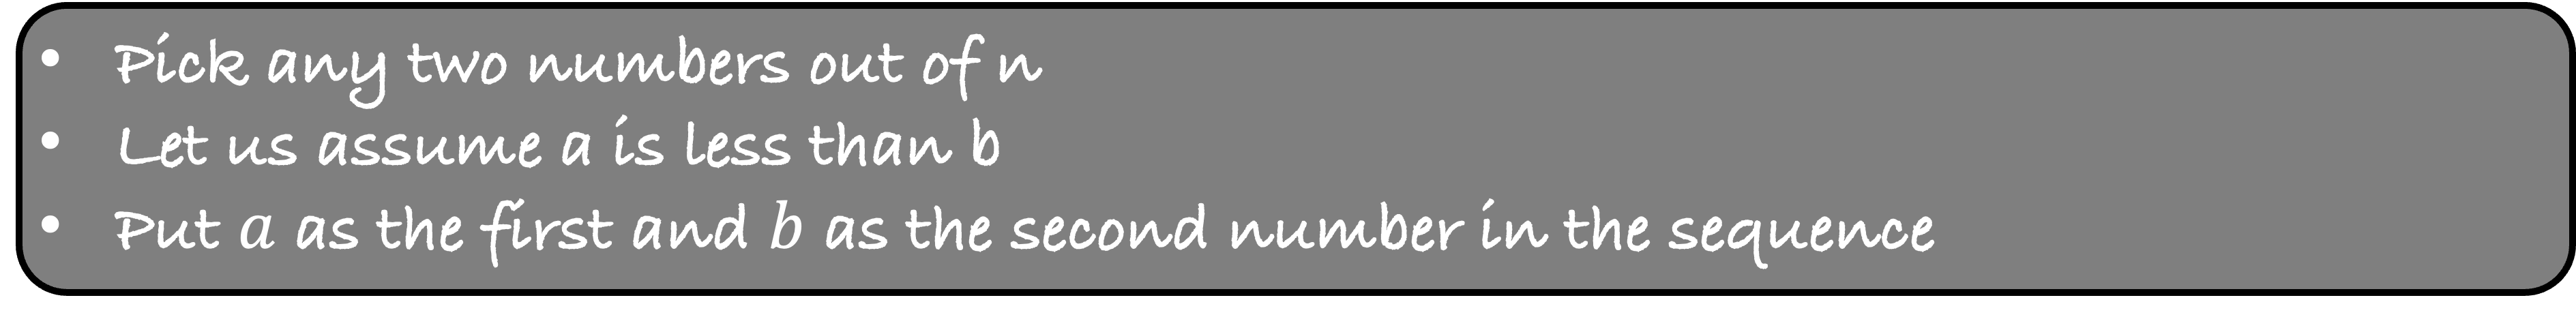 • Pick any two numbers out of n
• Let us assume a is less than b
• Put a as the first and b as the second number in the sequence